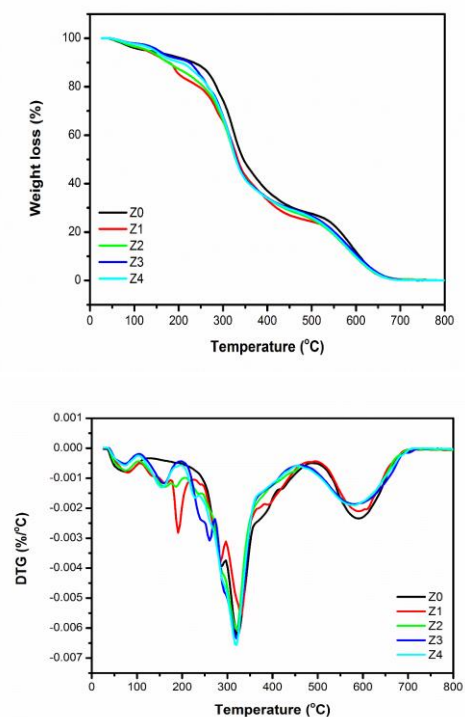 100
80
60
40
20
0
Weight loss (%)
Z0
Z1
Z2
Z3
Z4
0 100 200 300 400 500 600 700 800
Temperature (°C)
0.001
0.000
-0.001
-0.002
-0.003
-0.004
-0.005
-0.006
-0.007
DTG (%/°C)
Z0
Z1
Z2
Z3
Z4
0 100 200 300 400 500 600 700 800
Temperature (°C)